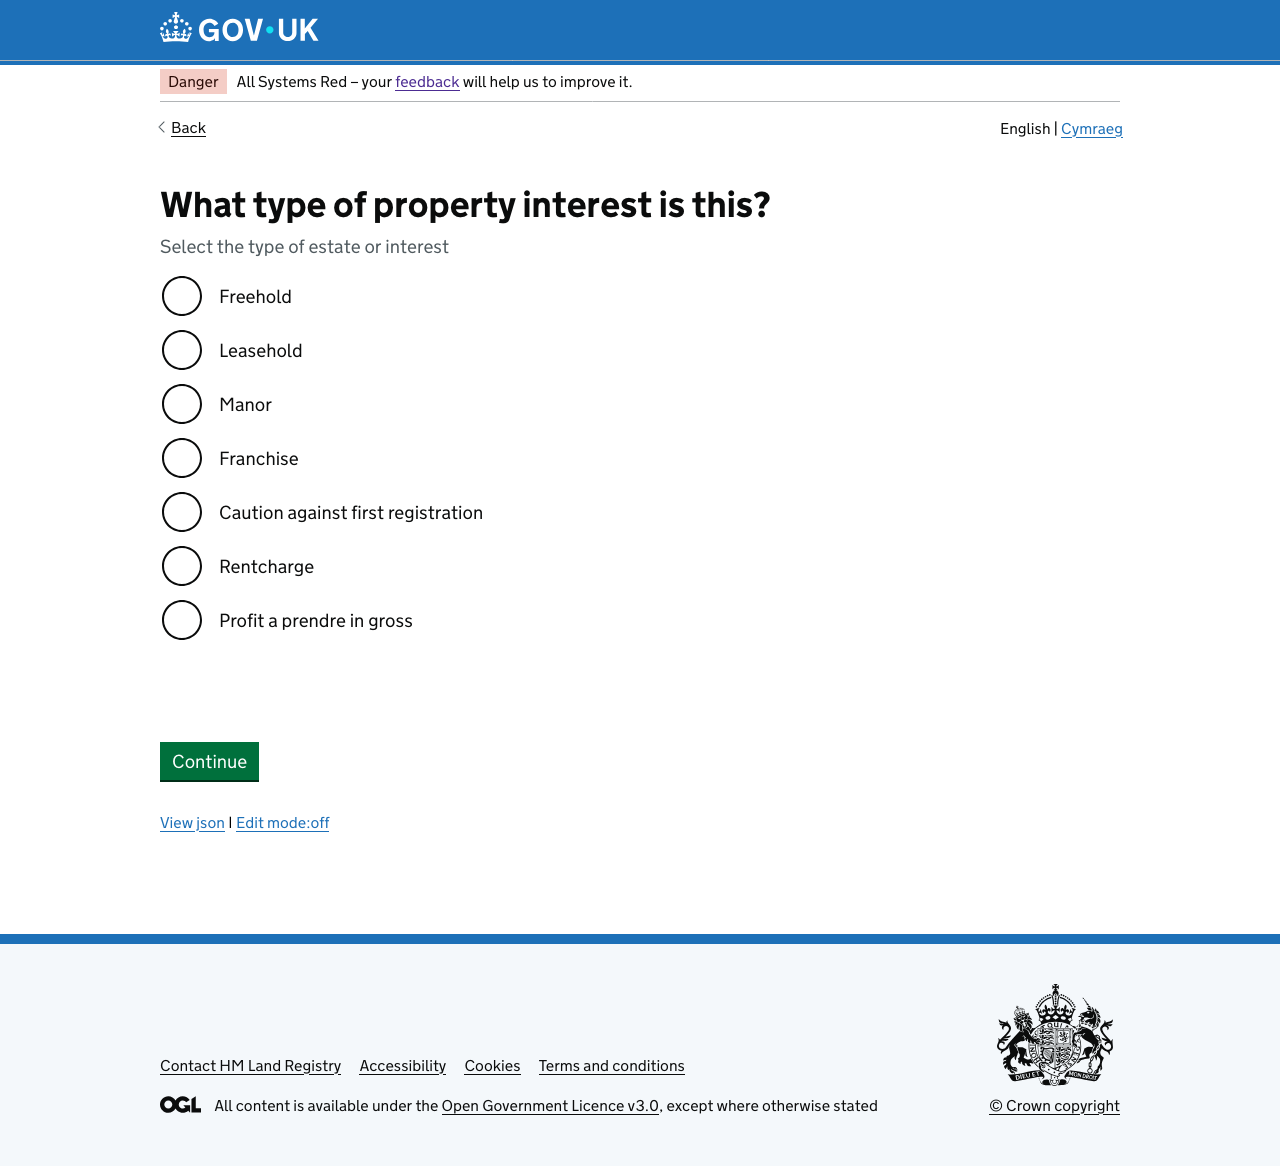 GOV·UK
Danger All Systems Red – your feedback will help us to improve it.
Back
English | Cymraeg
What type of property interest is this?
Select the type of estate or interest
Freehold
Leasehold
Manor
Franchise
Caution against first registration
Rentcharge
Profit a prendre in gross
Continue
View json | Edit mode:off
Contact HM Land Registry Accessibility Cookies Terms and conditions
OGL All content is available under the Open Government Licence v3.0, except where otherwise stated
© Crown copyright